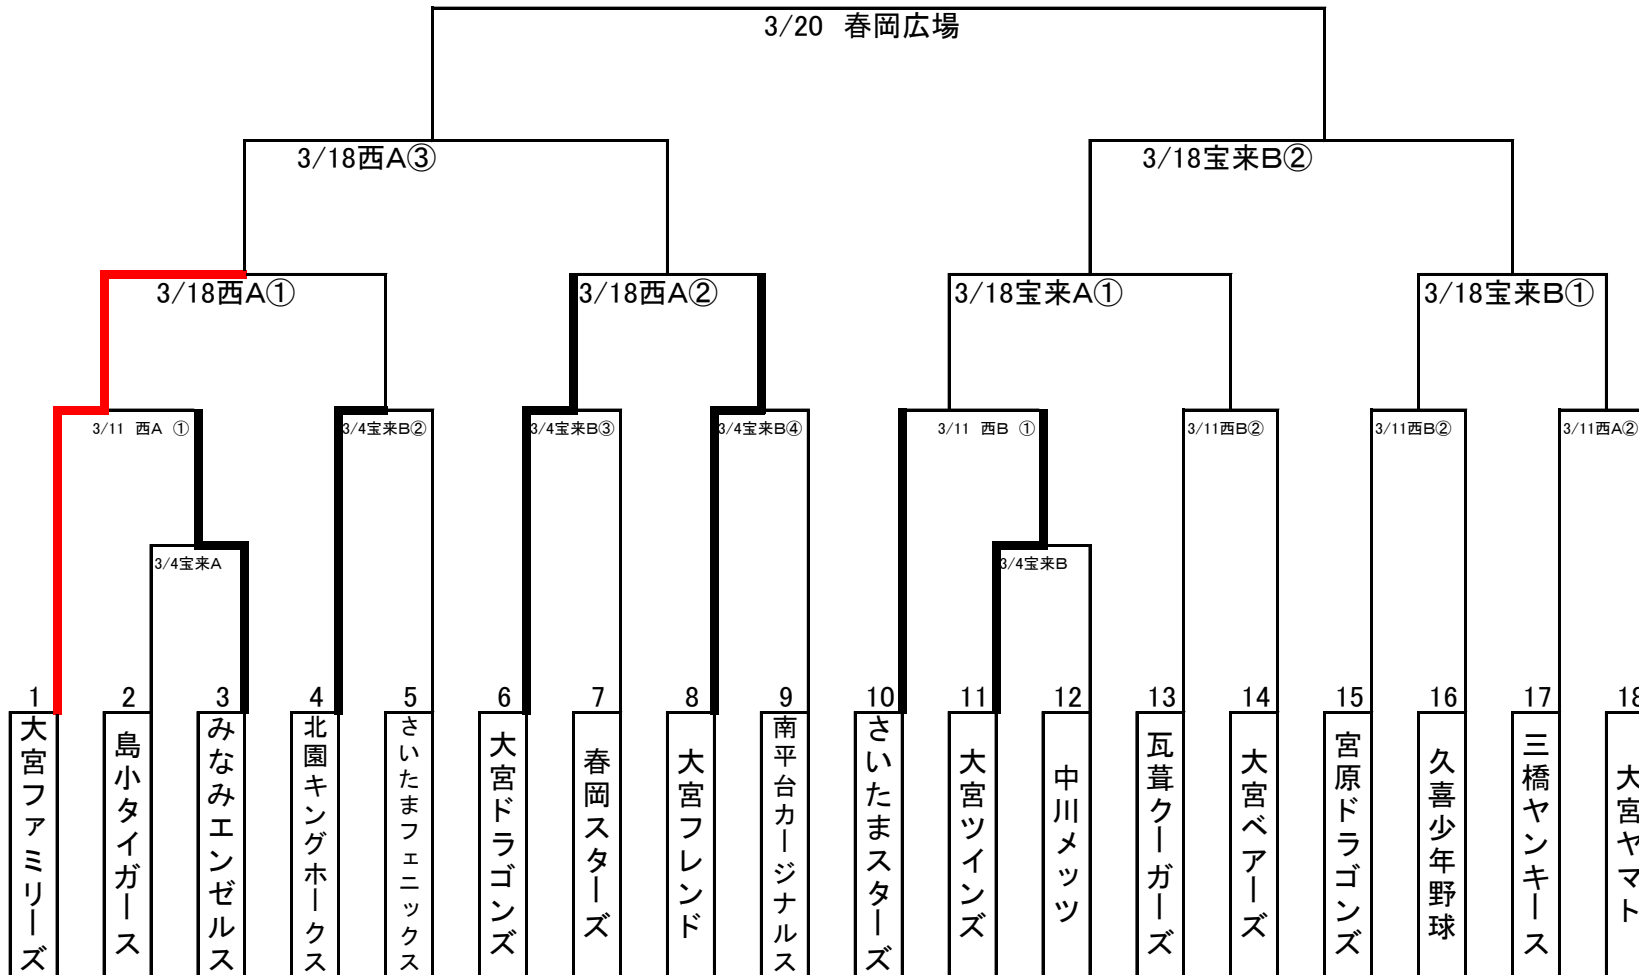 3/20 春岡広場
3/18西A③
3/18宝来B②
3/18西A①
3/18西A②
3/18宝来A①
3/18宝来B①
3/11 西A ①
3/4宝来B②
3/4宝来B③
3/4宝来B④
3/11 西B ①
3/11西B②
3/11西B②
3/11西A②
3/4宝来A
3/4宝来B
1
大宮ファミリーズ
2
島小タイガース
3
みなみエンゼルス
4
北園キングホークス
5
さいたまフェニックス
6
大宮ドラゴンズ
7
春岡スターズ
8
大宮フレンド
9
南平台カージナルス
10
さいたまスターズ
11
大宮ツインズ
12
中川メッツ
13
瓦葺クーガーズ
14
大宮ベアーズ
15
宮原ドラゴンズ
16
久喜少年野球
17
三橋ヤンキース
18
大宮ヤマト